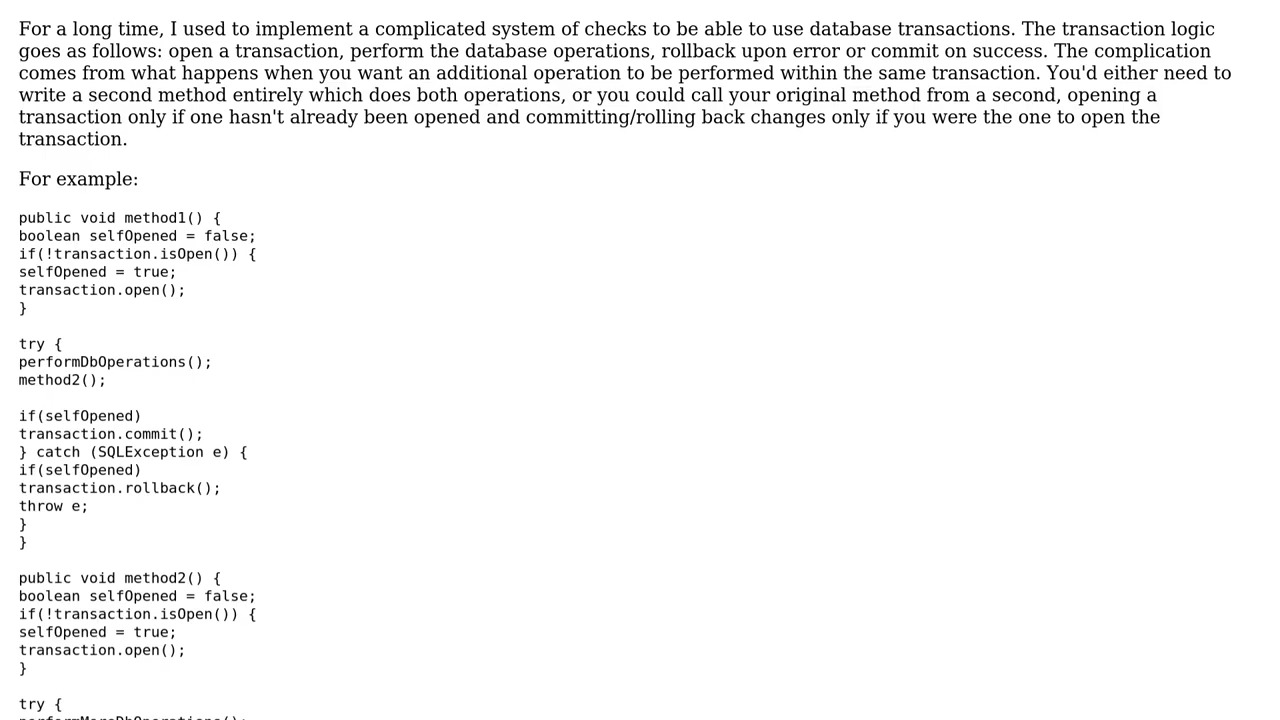 For a long time, I used to implement a complicated system of checks to be able to use database transactions. The transaction logic
goes as follows: open a transaction, perform the database operations, rollback upon error or commit on success. The complication
comes from what happens when you want an additional operation to be performed within the same transaction. You'd either need to
write a second method entirely which does both operations, or you could call your original method from a second, opening a
transaction only if one hasn't already been opened and committing/rolling back changes only if you were the one to open the
transaction.
For example:
public void method1() {
boolean selfOpened = false;
if(!transaction.isOpen()) {
selfOpened = true;
transaction.open();
}
try {
performDbOperations();
method2();
if(selfOpened)
transaction.commit();
} catch (SQLException e) {
if(selfOpened)
transaction.rollback();
throw e;
}
}
public void method2() {
boolean selfOpened = false;
if(!transaction.isOpen()) {
selfOpened = true;
transaction.open();
}
try {